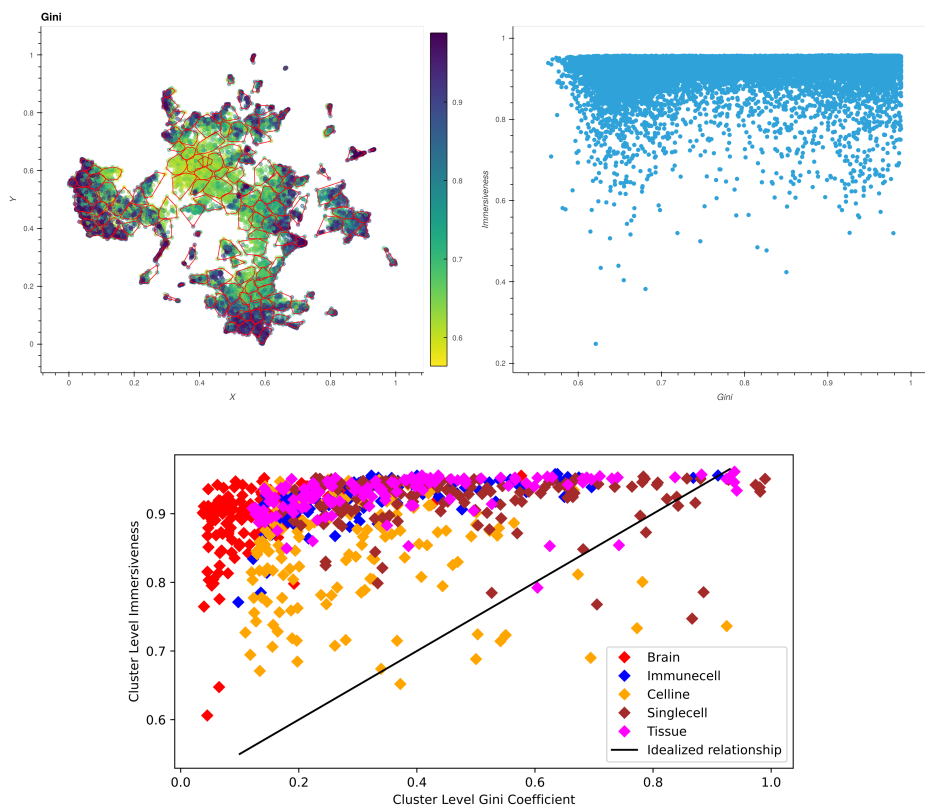 Gini
1
0.8
0.6
0.4
0.2
0
Y
0
0.2
0.4
0.6
0.8
1
X
0.9
0.8
0.7
0.6
1
0.8
0.6
0.4
0.2
Immersiveness
0.6
0.7
0.8
0.9
1
Gini
0.9
0.8
0.7
0.6
Cluster Level Immersiveness
Brain
Immunecell
Celline
Singlecell
Tissue
Idealized relationship
0.0
0.2
0.4
0.6
0.8
1.0
Cluster Level Gini Coefficient